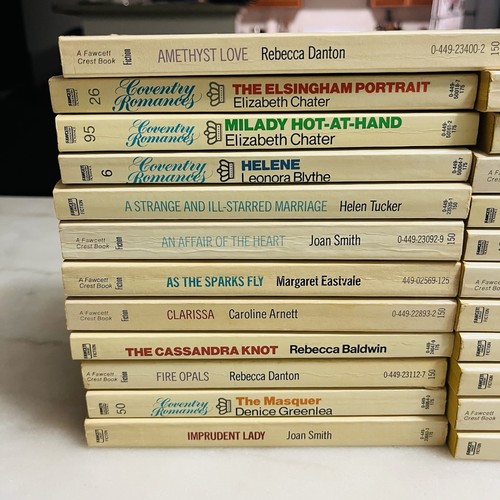 A Fawcett Crest Book Fiction AMETHYST LOVE Rebecca Danton 0-449-23400-2 150
26 Coventry Romances THE ELSINGHAM PORTRAIT Elizabeth Chater
95 Coventry Romances MILADY HOT-AT-HAND Elizabeth Chater
6 Coventry Romances HELENE Leonora Blythe
A STRANGE AND ILL-STARRED MARRIAGE Helen Tucker
A Fawcett Crest Book Fiction AN AFFAIR OF THE HEART Joan Smith 0-449-23092-9 150
A Fawcett Crest Book Fiction AS THE SPARKS FLY Margaret Eastvale 449-02569-125
A Fawcett Crest Book Fiction CLARISSA Caroline Arnett 0-449-22893-2 150
FAWCETT FICTION THE CASSANDRA KNOT Rebecca Baldwin
A Fawcett Crest Book Fiction FIRE OPALS Rebecca Danton 0-449-23112-7 150
50 Coventry Romances The Masquer Denice Greenlea
FAWCETT FICTION IMPRUDENT LADY Joan Smith